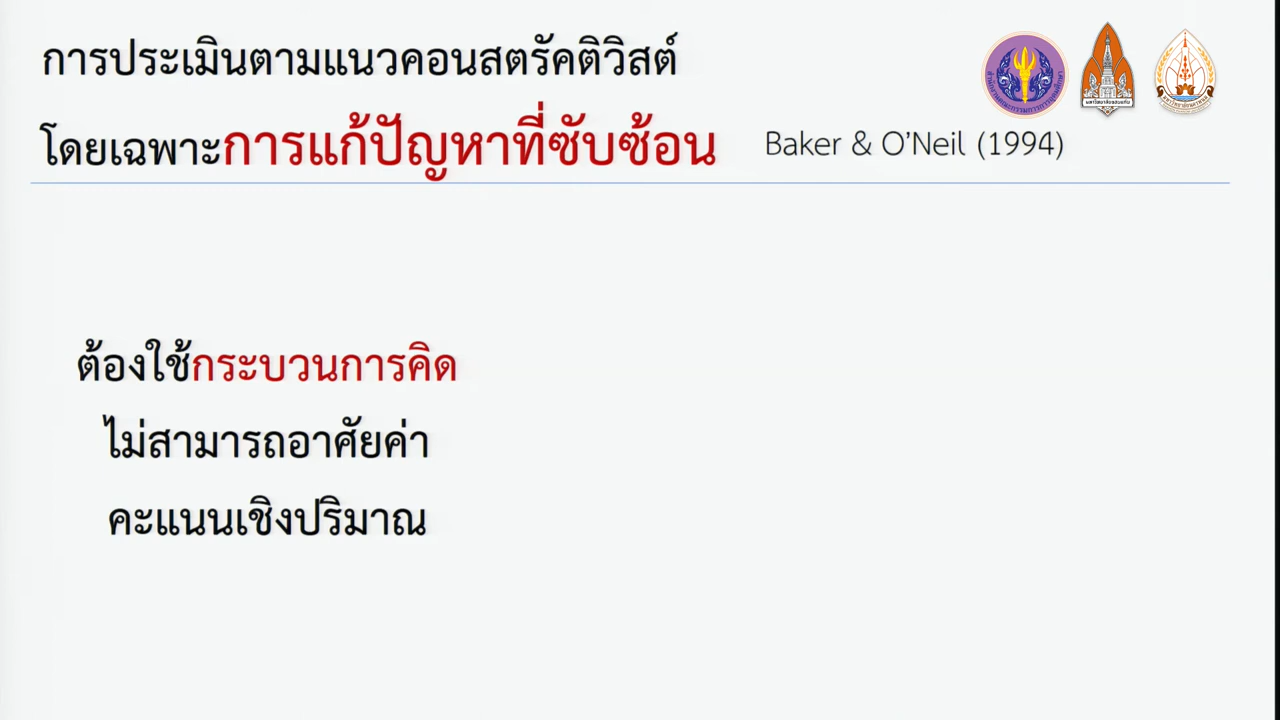 การประเมินตามแนวคอนสตรัคติวิสต์
โดยเฉพาะการแก้ปัญหาที่ซับซ้อน Baker & O’Neil (1994)
ต้องใช้กระบวนการคิด
ไม่สามารถอาศัยค่า
คะแนนเชิงปริมาณ